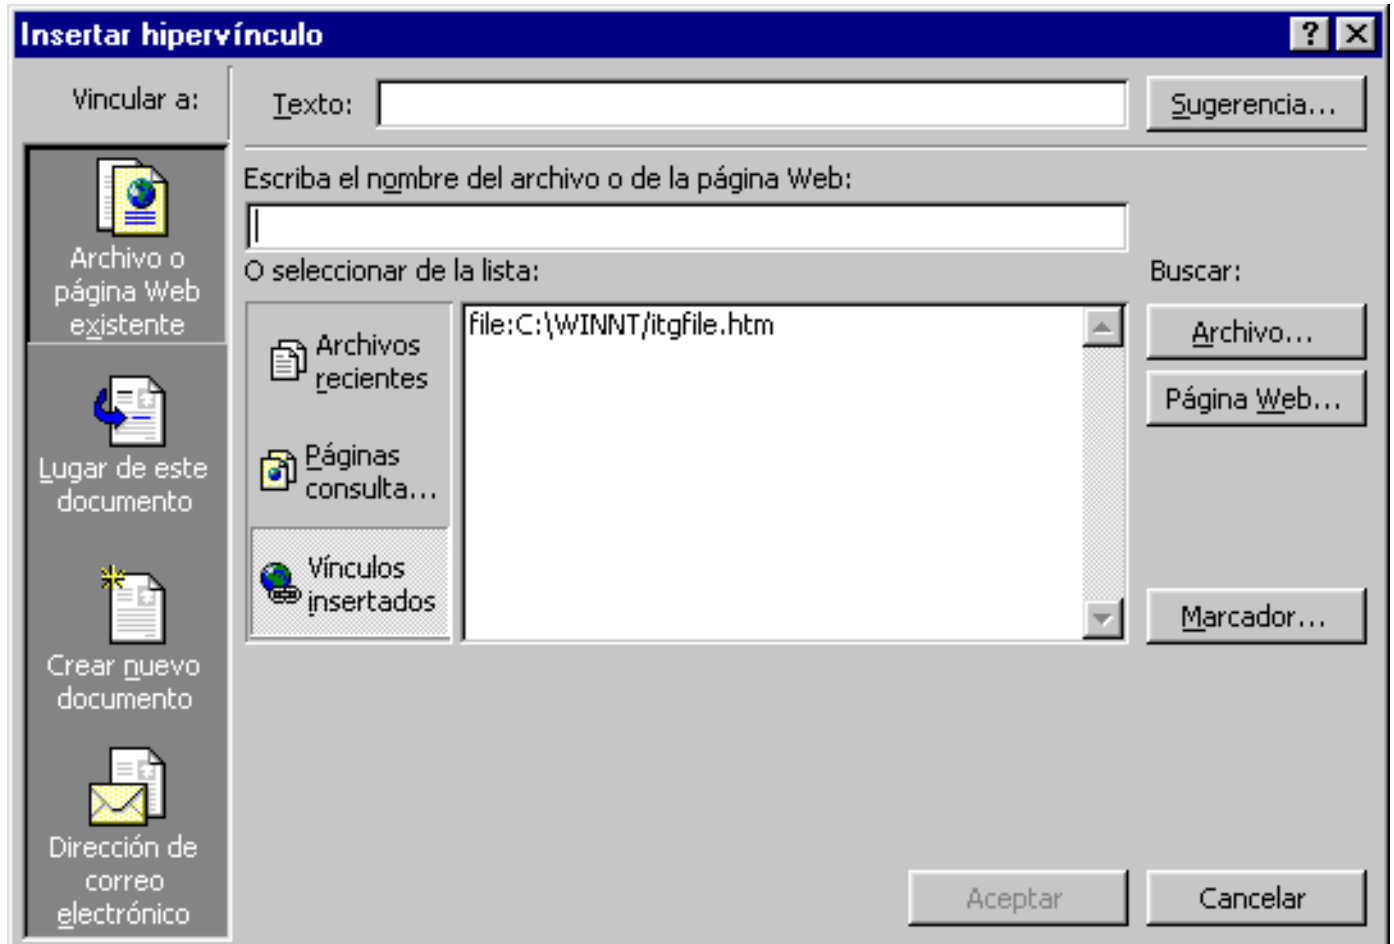 Insertar hipervínculo
Vincular a:
Texto:
Sugerencia...
Archivo o
página Web
existente
Lugar de este
documento
Crear nuevo
documento
Dirección de
correo
electrónico
Escriba el nombre del archivo o de la página Web:
O seleccionar de la lista:
Archivos
recientes
Páginas
consulta...
Vínculos
insertados
file:C:\WINNT/itgfile.htm
Buscar:
Archivo...
Página Web...
Marcador...
Aceptar
Cancelar